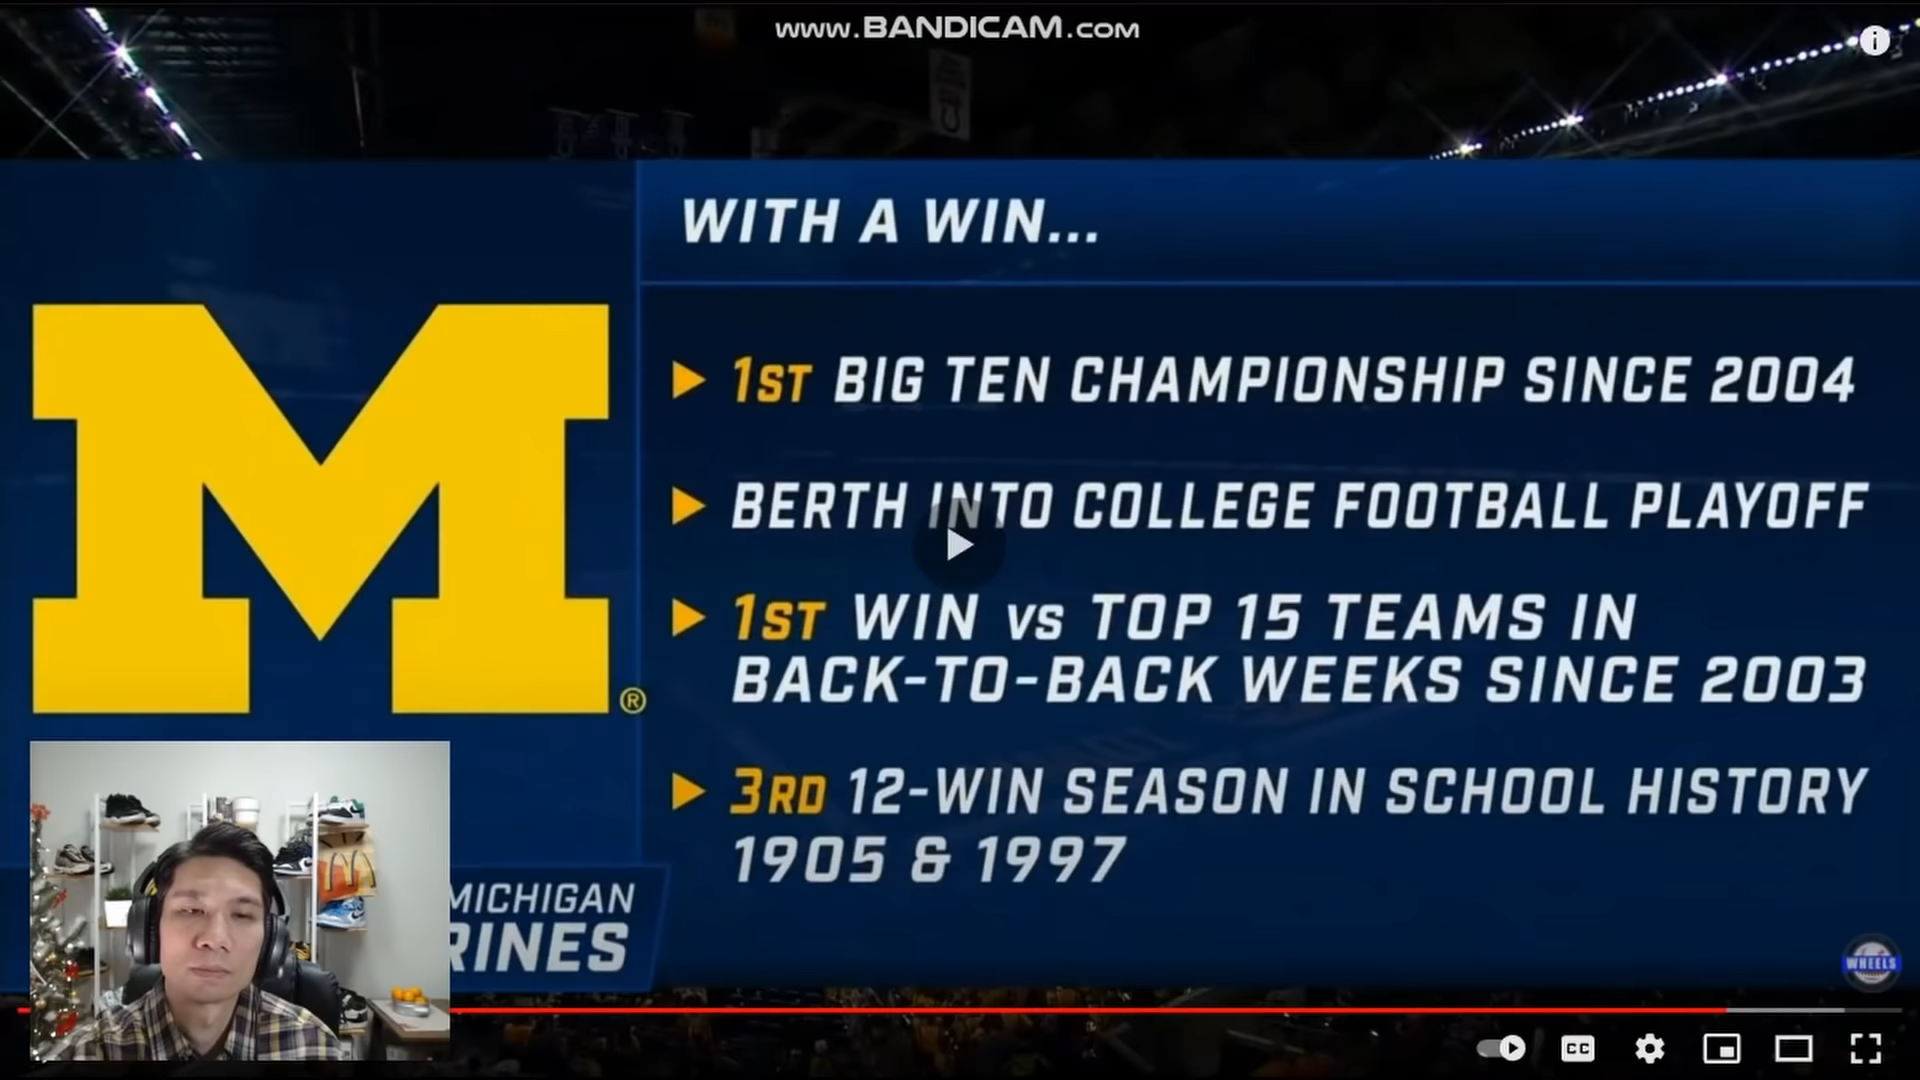 www.BANDICAM.com
WITH A WIN...
1ST BIG TEN CHAMPIONSHIP SINCE 2004
BERTH INTO COLLEGE FOOTBALL PLAYOFF
1ST WIN vs TOP 15 TEAMS IN
BACK-TO-BACK WEEKS SINCE 2003
3RD 12-WIN SEASON IN SCHOOL HISTORY
1905 & 1997
M
®
MICHIGAN
RINES
WHEELS
CC